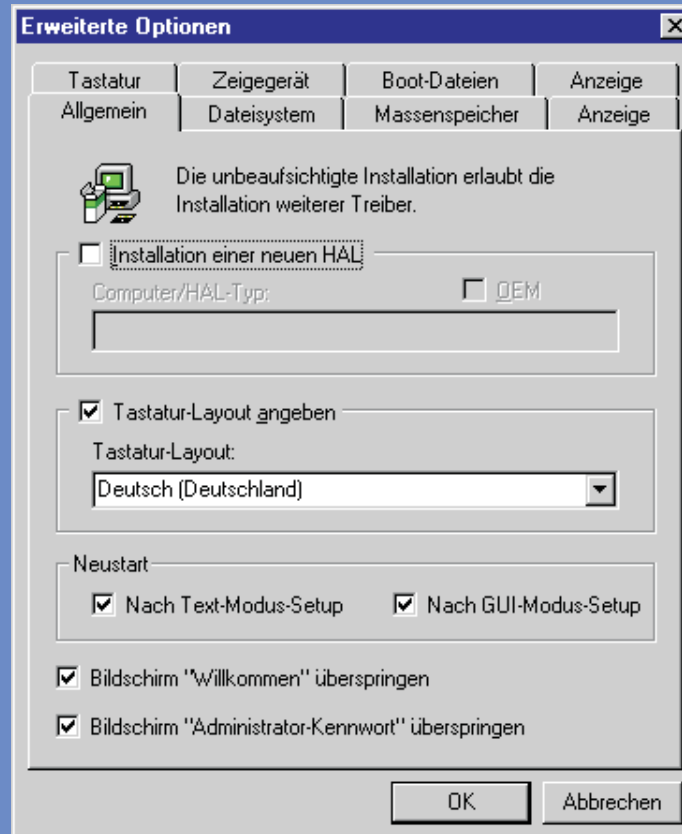 Erweiterte Optionen
Tastatur Zeigegerät Boot-Dateien Anzeige
Allgemein Dateisystem Massenspeicher Anzeige
Die unbeaufsichtigte Installation erlaubt die
Installation weiterer Treiber.
Installation einer neuen HAL
Computer/HAL-Typ: OEM
Tastatur-Layout angeben
Tastatur-Layout:
Deutsch (Deutschland)
Neustart
Nach Text-Modus-Setup Nach GUI-Modus-Setup
Bildschirm "Willkommen" überspringen
Bildschirm "Administrator-Kennwort" überspringen
OK Abbrechen